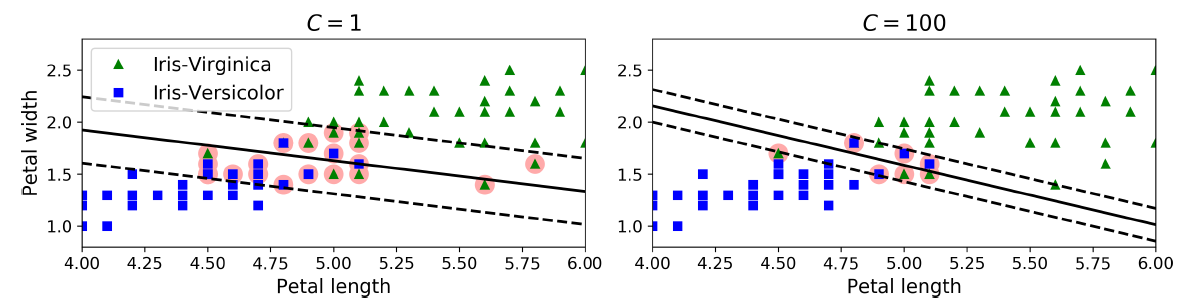 C = 1
2.5
2.0
1.5
1.0
Petal width
Iris-Virginica
Iris-Versicolor
4.00 4.25 4.50 4.75 5.00 5.25 5.50 5.75 6.00
Petal length
C = 100
2.5
2.0
1.5
1.0
4.00 4.25 4.50 4.75 5.00 5.25 5.50 5.75 6.00
Petal length